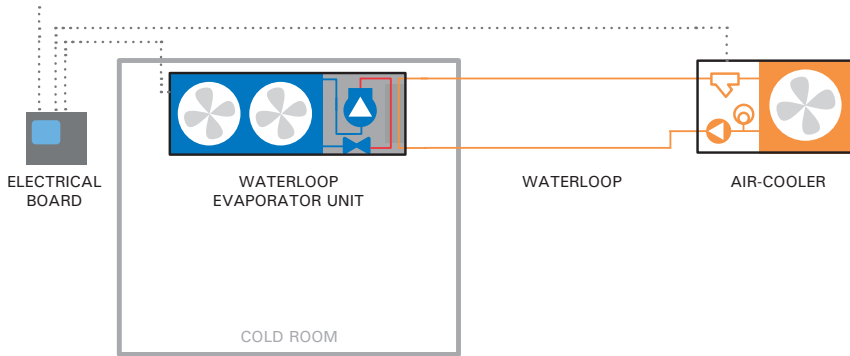 ELECTRICAL
BOARD
WATERLOOP
EVAPORATOR UNIT
WATERLOOP
AIR-COOLER
COLD ROOM